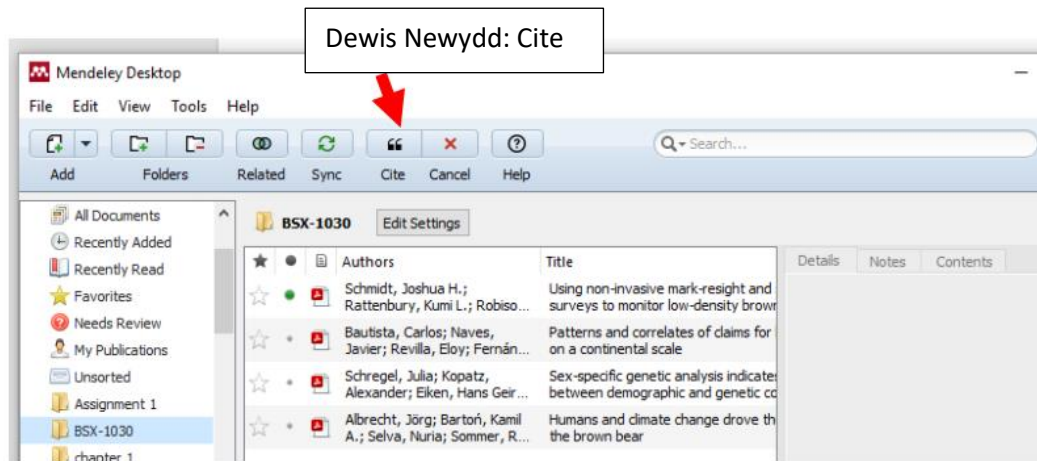 Dewis Newydd: Cite
Mendeley Desktop
File Edit View Tools Help
Search...
Add Folders Related Sync Cite Cancel Help
All Documents
Recently Added
Recently Read
Favorites
Needs Review
My Publications
Unsorted
Assignment 1
BSX-1030
chapter 1
BSX-1030 Edit Settings
Authors Title
Schmidt, Joshua H.; Using non-invasive mark-resight and
Rattenbury, Kumi L.; Robiso... surveys to monitor low-density brown
Bautista, Carlos; Naves, Patterns and correlates of claims for
Javier; Revilla, Eloy; Fernán... on a continental scale
Schregel, Julia; Kopatz, Sex-specific genetic analysis indicates
Alexander; Eiken, Hans Geir... between demographic and genetic co
Albrecht, Jörg; Bartoń, Kamil Humans and climate change drove th
A.; Selva, Nuria; Sommer, R... the brown bear
Details Notes Contents